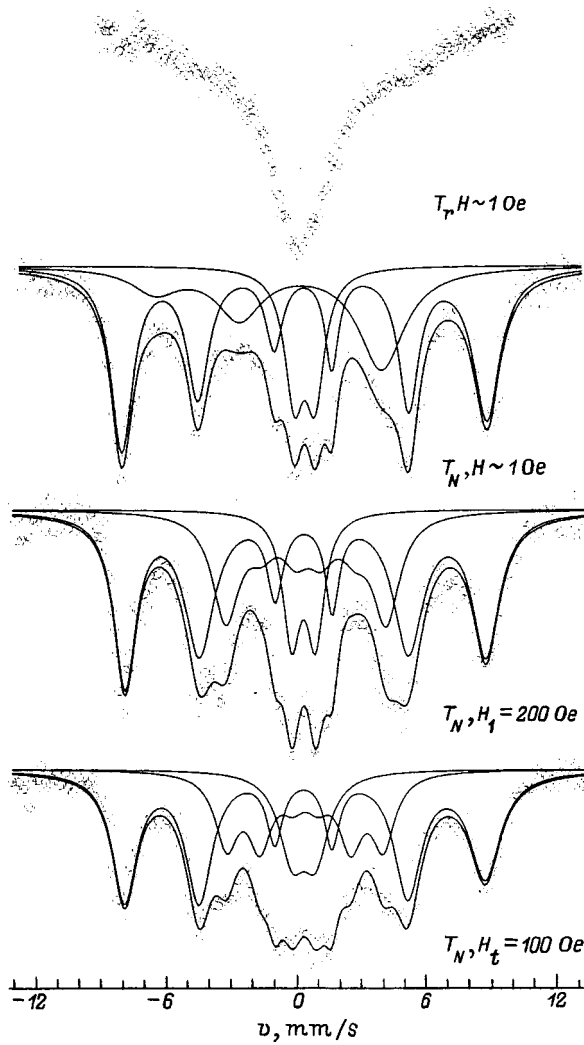 T_r H ~ 1 Oe
T_N, H ~ 1 Oe
T_N, H_1 = 200 Oe
T_N, H_t = 100 Oe
-12 -6 0 6 12
υ, mm/s